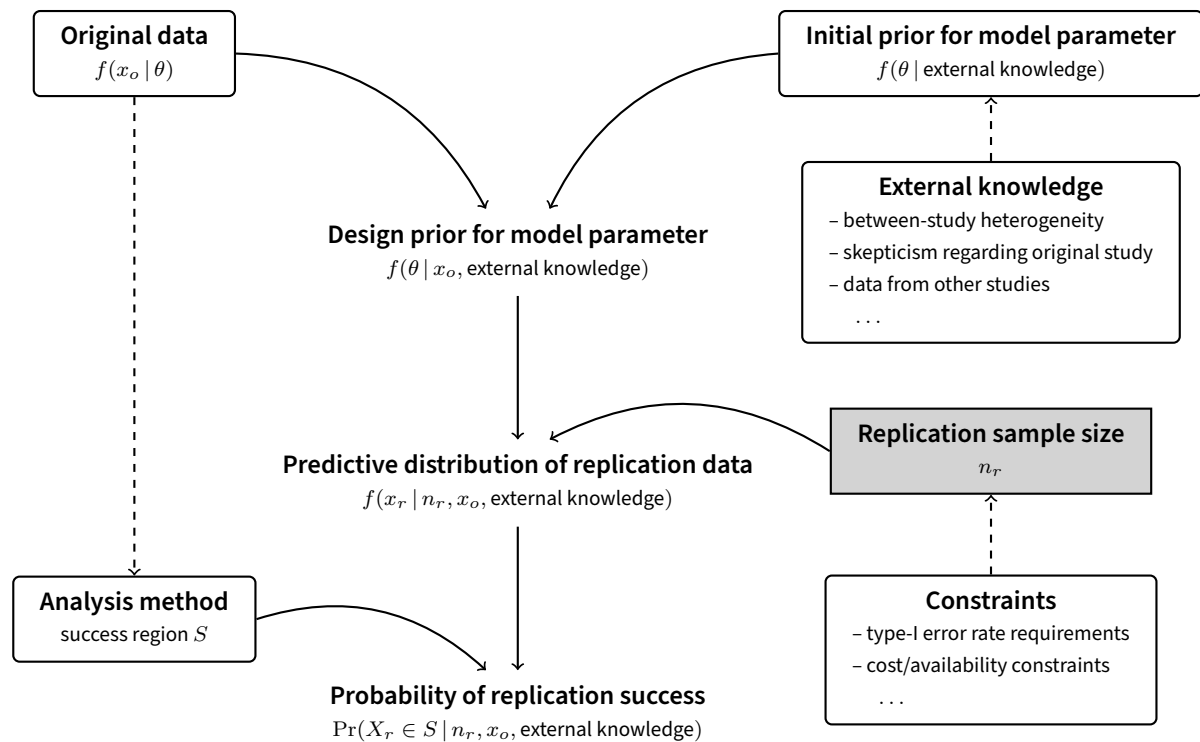 Original data
f(x_o | θ)
Initial prior for model parameter
f(θ | external knowledge)
External knowledge
– between-study heterogeneity
– skepticism regarding original study
– data from other studies
. . .
Design prior for model parameter
f(θ | x_o, external knowledge)
Replication sample size
n_r
Predictive distribution of replication data
f(x_r | n_r, x_o, external knowledge)
Analysis method
success region S
Constraints
– type-I error rate requirements
– cost/availability constraints
. . .
Probability of replication success
Pr(X_r ∈ S | n_r, x_o, external knowledge)